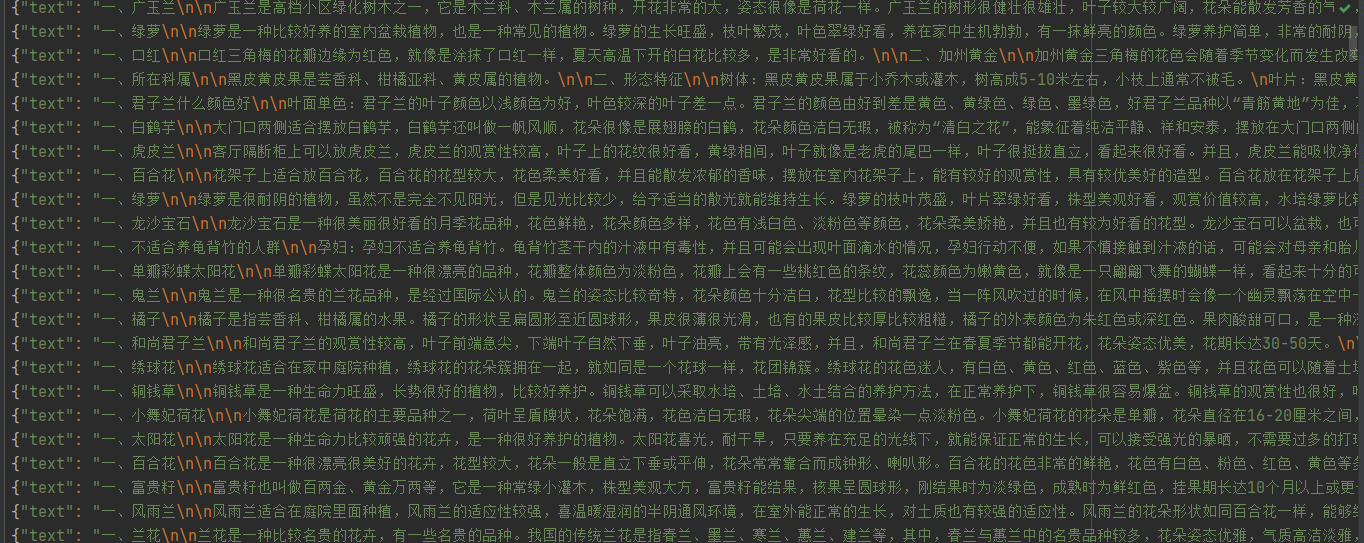 {"text": "一、广玉兰\n\n广玉兰是高档小区绿化树木之一，它是木兰科、木兰属的树种，开花非常的大，姿态很像是荷花一样。广玉兰的树形很健壮很雄壮，叶子较大较广阔，花朵能散发芳香的气
{"text": "一、绿萝\n\n绿萝是一种比较好养的室内盆栽植物，也是一种常见的植物。绿萝的生长旺盛，枝叶繁茂，叶色翠绿好看，养在家中生机勃勃，有一抹鲜亮的颜色。绿萝养护简单，非常的耐阴
{"text": "一、口红\n\n口红三角梅的花瓣边缘为红色，就像是涂抹了口红一样，夏天高温下开的白花比较多，是非常好看的。\n\n二、加州黄金\n\n加州黄金三角梅的花色会随着季节变化而发生改
{"text": "一、所在科属\n\n黑皮黄皮果是芸香科、柑橘亚科、黄皮属的植物。\n\n二、形态特征\n\n树体：黑皮黄皮果属于小乔木或灌木，树高成5-10米左右，小枝上通常不被毛。\n叶片：黑皮黄
{"text": "一、君子兰什么颜色好\n\n叶面单色：君子兰的叶子颜色以浅颜色为好，叶色较深的叶子差一点。君子兰的颜色由好到差是黄色、黄绿色、绿色、墨绿色，好君子兰品种以“青筋黄地”为佳，
{"text": "一、白鹤芋\n\n大门口两侧适合摆放白鹤芋，白鹤芋还叫做一帆风顺，花朵很像是展翅膀的白鹤，花朵颜色洁白无瑕，被称为“清白之花”，能象征着纯洁平静、祥和安泰，摆放在大门口两侧
{"text": "一、虎皮兰\n\n客厅隔断柜上可以放虎皮兰，虎皮兰的观赏性较高，叶子上的花纹很好看，黄绿相间，叶子就像是老虎的尾巴一样，叶子很挺拔直立，看起来很好看。并且，虎皮兰能吸收净
{"text": "一、百合花\n\n花架子上适合放百合花，百合花的花型较大，花色柔美好看，并且能散发浓郁的香味，摆放在室内花架子上，能有较好的观赏性，具有较优美好的造型。百合花放在花架子上
{"text": "一、绿萝\n\n绿萝是很耐阴的植物，虽然不是完全不见阳光，但是见光比较少，给予适当的散光就能维持生长。绿萝的枝叶茂盛，叶片翠绿好看，株型美观好看，观赏价值较高，水培绿萝比
{"text": "一、龙沙宝石\n\n龙沙宝石是一种很美丽很好看的月季花品种，花色鲜艳，花朵颜色多样，花色有浅白色、淡粉色等颜色，花朵柔美娇艳，并且也有较为好看的花型。龙沙宝石可以盆栽，也可
{"text": "一、不适合养龟背竹的人群\n\n孕妇：孕妇不适合养龟背竹。龟背竹茎干内的汁液中有毒性，并且可能会出现叶面滴水的情况，孕妇行动不便，如果不慎接触到汁液的话，可能会对母亲和胎
{"text": "一、单瓣彩蝶太阳花\n\n单瓣彩蝶太阳花是一种很漂亮的品种，花瓣整体颜色为淡粉色，花瓣上会有一些桃红色的条纹，花蕊颜色为嫩黄色，就像是一只翩翩飞舞的蝴蝶一样，看起来十分的可
{"text": "一、鬼兰\n\n鬼兰是一种很名贵的兰花品种，是经过国际公认的。鬼兰的姿态比较奇特，花朵颜色十分洁白，花型比较的飘逸，当一阵风吹过的时候，在风中摇摆时会像一个幽灵飘荡在空中一
{"text": "一、橘子\n\n橘子是指芸香科、柑橘属的水果。橘子的形状呈扁圆形至近圆球形，果皮很薄很光滑，也有的果皮比较厚比较粗糙，橘子的外表颜色为朱红色或深红色。果肉酸甜可口，是一种
{"text": "一、和尚君子兰\n\n和尚君子兰的观赏性较高，叶子前端急尖，下端叶子自然下垂，叶子油亮，带有光泽感，并且，和尚君子兰在春夏季节都能开花，花朵姿态优美，花期长达30-50天。\n
{"text": "一、绣球花\n\n绣球花适合在家中庭院种植，绣球花的花朵簇拥在一起，就如同是一个花球一样，花团锦簇。绣球花的花色迷人，有白色、黄色、红色、蓝色、紫色等，并且花色可以随着土
{"text": "一、铜钱草\n\n铜钱草是一种生命力旺盛，长势很好的植物，比较好养护。铜钱草可以采取水培、土培、水土结合的养护方法，在正常养护下，铜钱草很容易爆盆。铜钱草的观赏性也很好，
{"text": "一、小舞妃荷花\n\n小舞妃荷花是荷花的主要品种之一，荷叶呈盾牌状，花朵饱满，花色洁白无瑕，花朵尖端的位置晕染一点淡粉色。小舞妃荷花的花朵是单瓣，花朵直径在16-20厘米之间，
{"text": "一、太阳花\n\n太阳花是一种生命力比较顽强的花卉，是一种很好养护的植物。太阳花喜光，耐干旱，只要养在充足的光线下，就能保证正常的生长，可以接受强光的暴晒，不需要过多的打
{"text": "一、百合花\n\n百合花是一种很漂亮很美好的花卉，花型较大，花朵一般是直立下垂或平伸，花朵常常靠合而成钟形、喇叭形。百合花的花色非常的鲜艳，花色有白色、粉色、红色、黄色等
{"text": "一、富贵籽\n\n富贵籽也叫做百两金、黄金万两等，它是一种常绿小灌木，株型美观大方，富贵籽能结果，核果呈圆球形，刚结果时为淡绿色，成熟时为鲜红色，挂果期长达10个月以上或更
{"text": "一、风雨兰\n\n风雨兰适合在庭院里面种植，风雨兰的适应性较强，喜温暖湿润的半阴通风环境，在室外能正常的生长，对土质也有较强的适应性。风雨兰的花朵形状如同百合花一样，能够
{"text": "一、兰花\n\n兰花是一种比较名贵的花卉，有一些名贵的品种。我国的传统兰花是指春兰、墨兰、寒兰、蕙兰、建兰等，其中，春兰与蕙兰中的名贵品种较多，花朵姿态优雅，气质高洁淡雅，